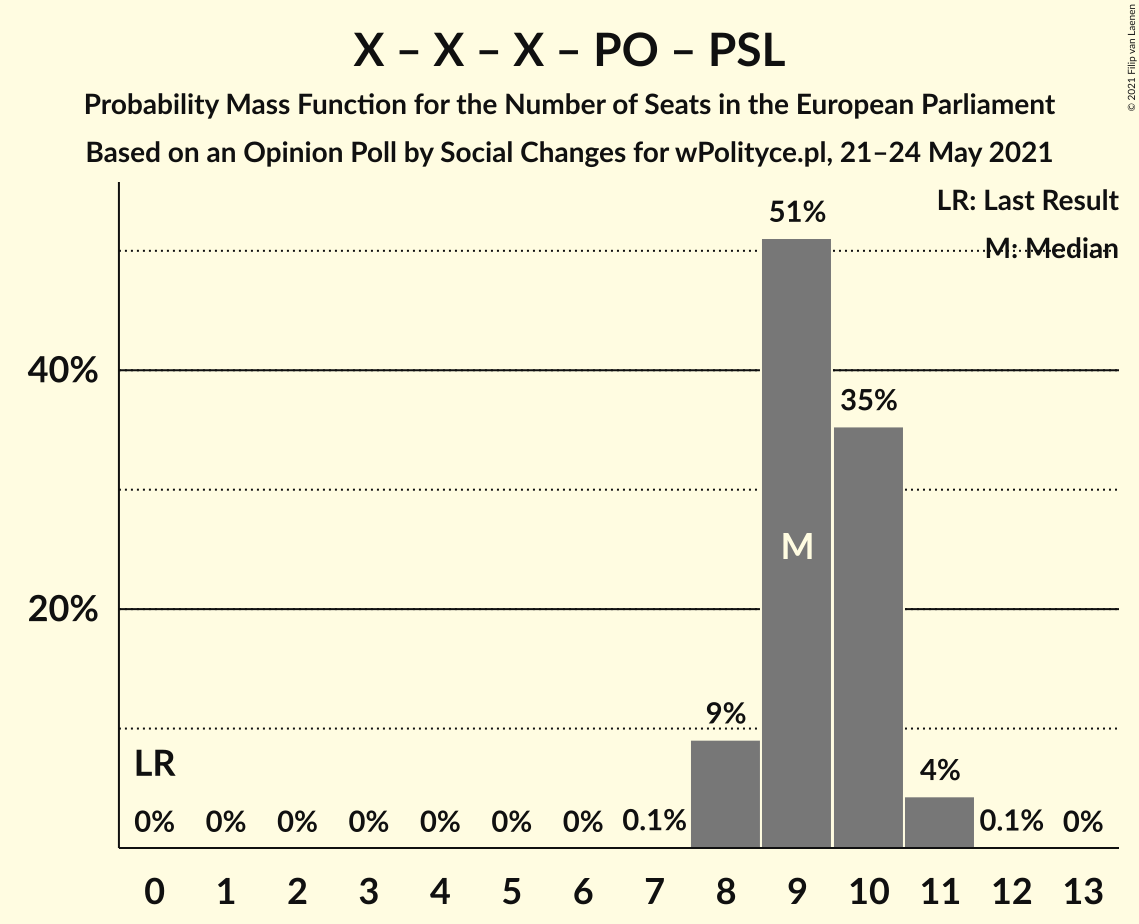 X – X – X – PO – PSL
Probability Mass Function for the Number of Seats in the European Parliament
Based on an Opinion Poll by Social Changes for wPolityce.pl, 21–24 May 2021
© 2021 Filip van Laenen
LR: Last Result
M: Median
51%
40%
35%
M
20%
9%
LR
4%
0% 0% 0% 0% 0% 0% 0% 0.1% 0.1% 0%
0 1 2 3 4 5 6 7 8 9 10 11 12 13